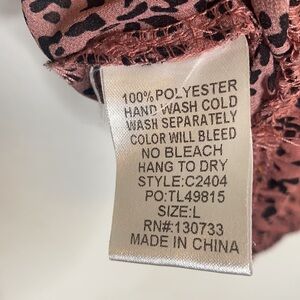 100% POLYESTER
HAND WASH COLD
WASH SEPARATELY
COLOR WILL BLEED
NO BLEACH
HANG TO DRY
STYLE:C2404
PO:TL49815
SIZE:L
RN#:130733
MADE IN CHINA